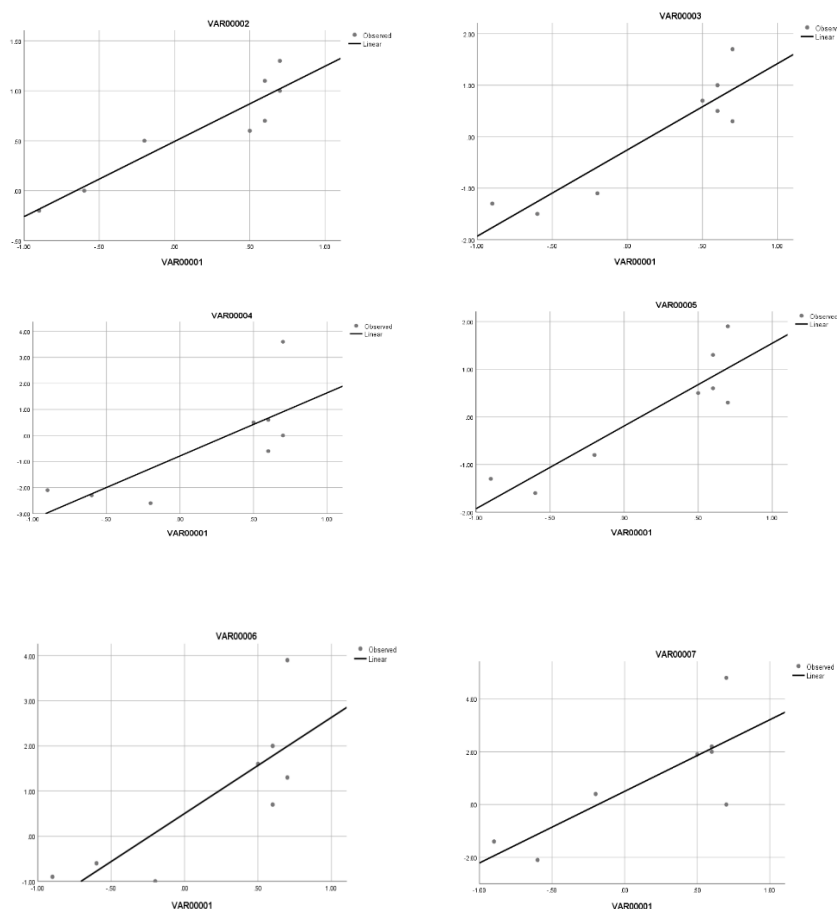 VAR00002
Observed
Linear
1.50
1.00
.50
.00
-.50
-1.00
-.50
.00
.50
1.00
VAR00001
VAR00003
Observed
Linear
2.00
1.00
.00
-1.00
-2.00
-1.00
-.50
.00
.50
1.00
VAR00001
VAR00004
Observed
Linear
4.00
3.00
2.00
1.00
.00
-1.00
-2.00
-3.00
-1.00
-.50
.00
.50
1.00
VAR00001
VAR00005
Observed
Linear
2.00
1.00
.00
-1.00
-2.00
-1.00
-.50
.00
.50
1.00
VAR00001
VAR00006
Observed
Linear
4.00
3.00
2.00
1.00
.00
-1.00
-1.00
-.50
.00
.50
1.00
VAR00001
VAR00007
Observed
Linear
4.00
2.00
.00
-2.00
-1.00
-.50
.00
.50
1.00
VAR00001